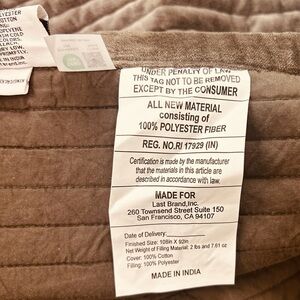 YESTER
OTTON
UNDER PENALTY OF LAW
THIS TAG NOT TO BE REMOVED
EXCEPT BY THE CONSUMER
ALL NEW MATERIAL
consisting of
100% POLYESTER FIBER
REG. NO.RI 17929 (IN)
Certification is made by the manufacturer
that the materials in this article are
described in accordance with law.
MADE FOR
Last Brand,Inc.
260 Townsend Street Suite 150
San Francisco, CA 94107
Date of Delivery:
Finished Size: 108in X 92in
Net Weight of Filling Material: 2 lbs and 7.61 oz
Cover: 100% Cotton
Filling: 100% Polyester
MADE IN INDIA